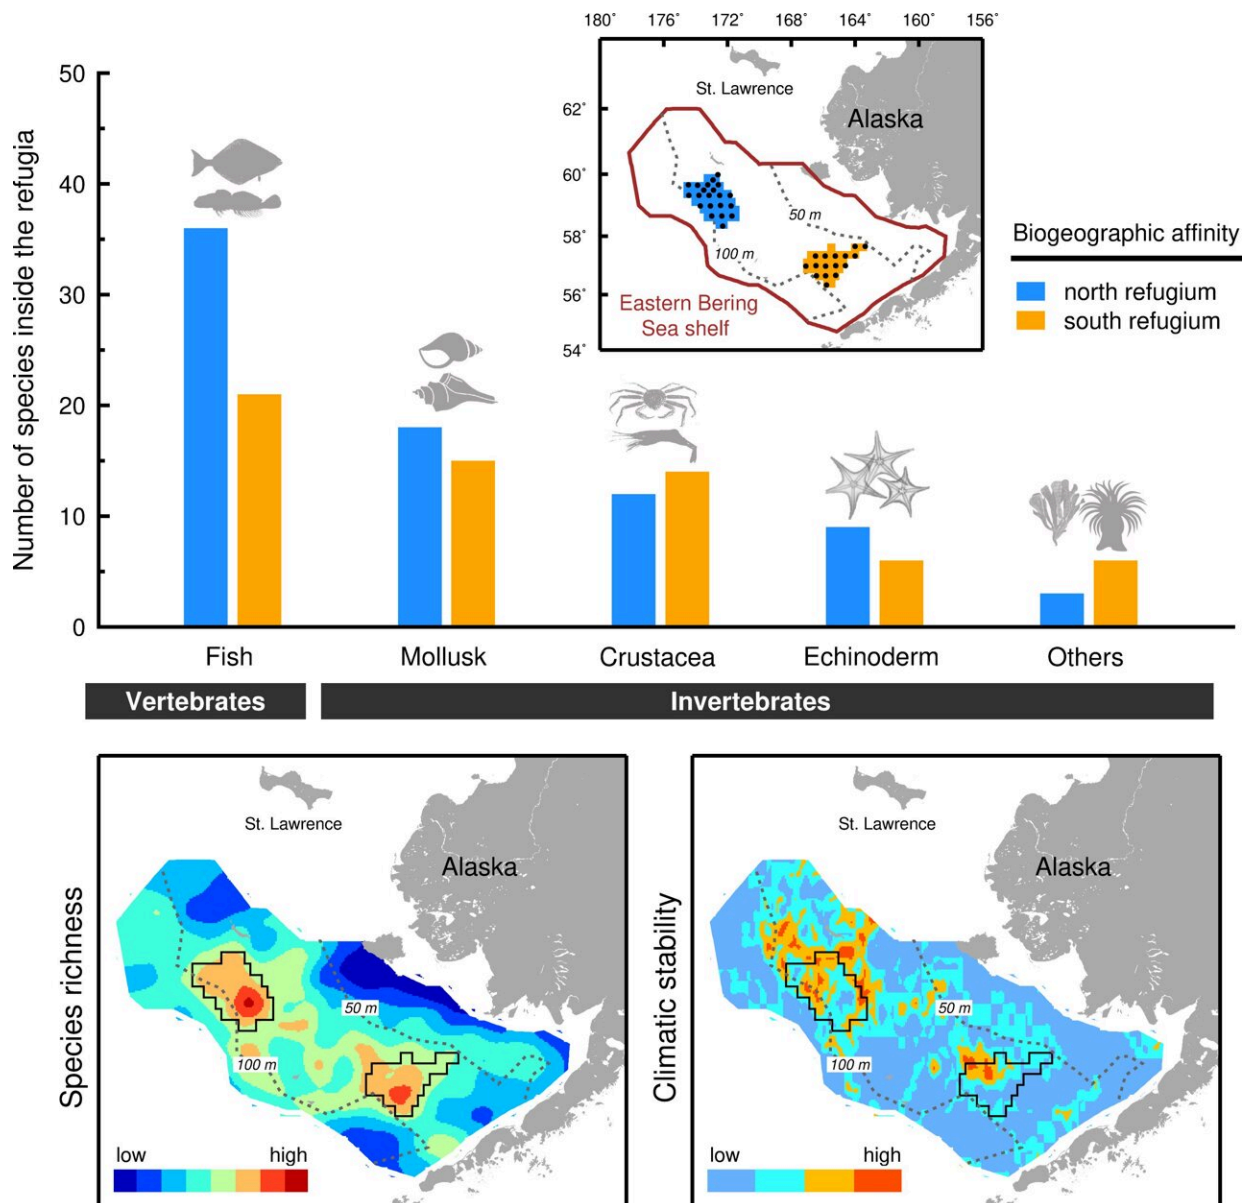 180° 176° 172° 168° 164° 160° 156°
62°
60°
58°
56°
54°
St. Lawrence
Alaska
50 m
100 m
Eastern Bering
Sea shelf
Biogeographic affinity
north refugium
south refugium
Number of species inside the refugia
50
40
30
20
10
0
Fish Mollusk Crustacea Echinoderm Others
Vertebrates Invertebrates
Species richness
St. Lawrence
Alaska
50 m
100 m
low high
Climatic stability
St. Lawrence
Alaska
50 m
100 m
low high